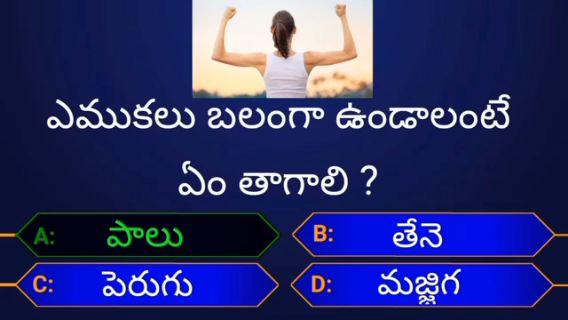 ఎముకలు బలంగా ఉండాలంటే
ఏం తాగాలి ?
A: పాలు
B: తేనె
C: పెరుగు
D: మజ్జిగ